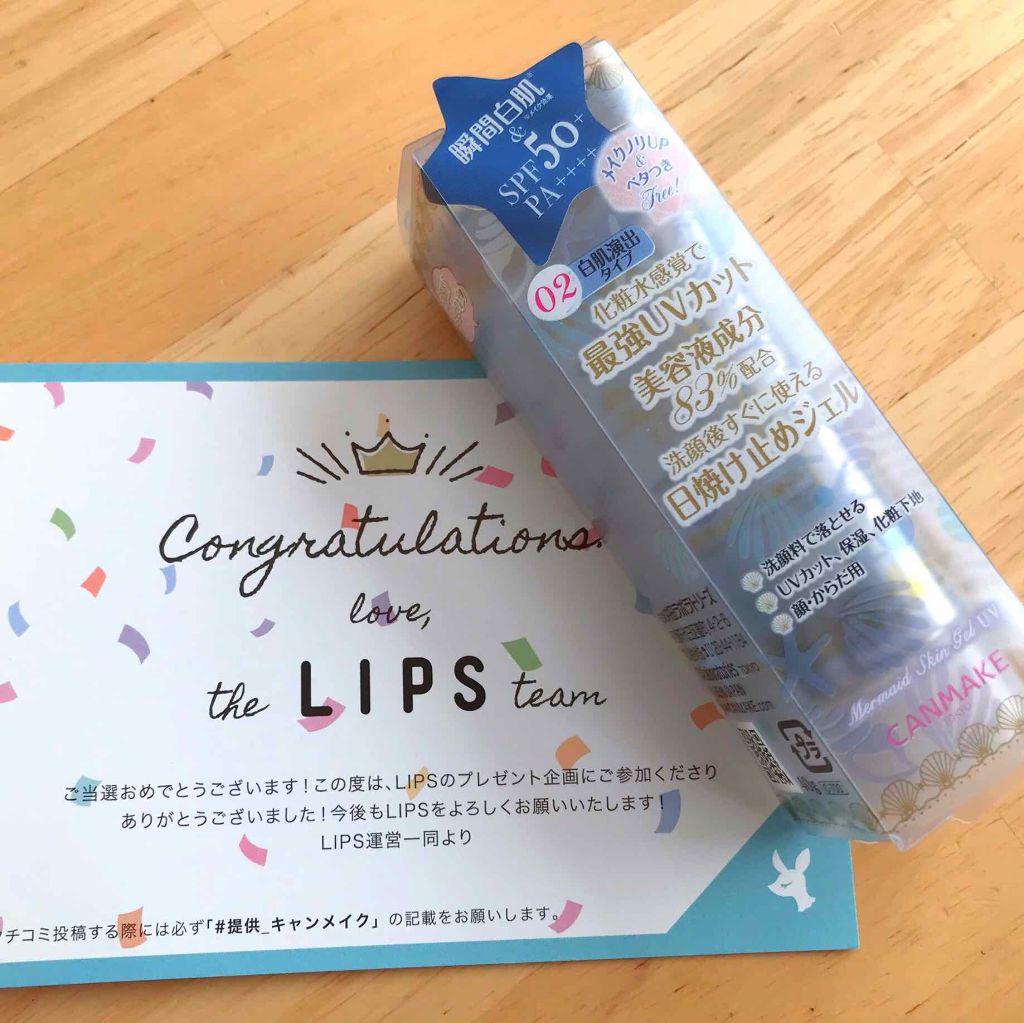 瞬間白肌※
※メイク効果
&
SPF50+
PA++++
メイクノリUP
&
ベタつき
Free!
02 白肌演出
タイプ
化粧水感覚で
最強UVカット
美容液成分
83%配合
洗顔後すぐに使える
日焼け止めジェル
洗顔料で落とせる
UVカット、保湿、化粧下地
顔・からだ用
Mermaid Skin Gel UV
CANMAKE
TOKYO
プラ
40g
Congratulations.
love,
the LIPS team
ご当選おめでとうございます!この度は、LIPSのプレゼント企画にご参加くださり
ありがとうございました!今後もLIPSをよろしくお願いいたします!
LIPS運営一同より
チコミ投稿する際には必ず「#提供_キャンメイク」の記載をお願いします。